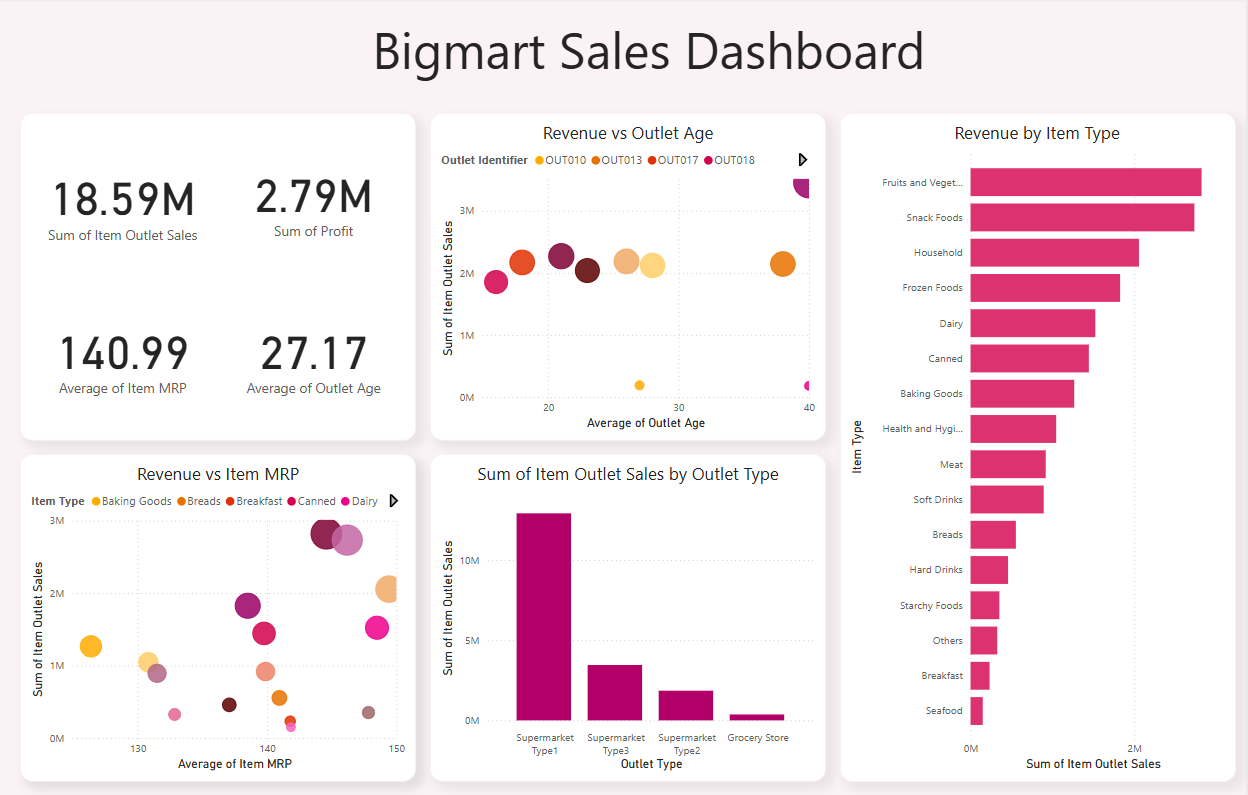 Bigmart Sales Dashboard
18.59M
Sum of Item Outlet Sales
2.79M
Sum of Profit
140.99
Average of Item MRP
27.17
Average of Outlet Age
Revenue vs Outlet Age
Outlet Identifier OUT010 OUT013 OUT017 OUT018
Sum of Item Outlet Sales
3M
2M
1M
0M
20 30 40
Average of Outlet Age
Revenue by Item Type
Item Type
Fruits and Veget...
Snack Foods
Household
Frozen Foods
Dairy
Canned
Baking Goods
Health and Hygi...
Meat
Soft Drinks
Breads
Hard Drinks
Starchy Foods
Others
Breakfast
Seafood
0M 2M
Sum of Item Outlet Sales
Revenue vs Item MRP
Item Type Baking Goods Breads Breakfast Canned Dairy
Sum of Item Outlet Sales
3M
2M
1M
0M
130 140 150
Average of Item MRP
Sum of Item Outlet Sales by Outlet Type
Sum of Item Outlet Sales
10M
5M
0M
Supermarket Supermarket Supermarket Grocery Store
Type1 Type3 Type2
Outlet Type